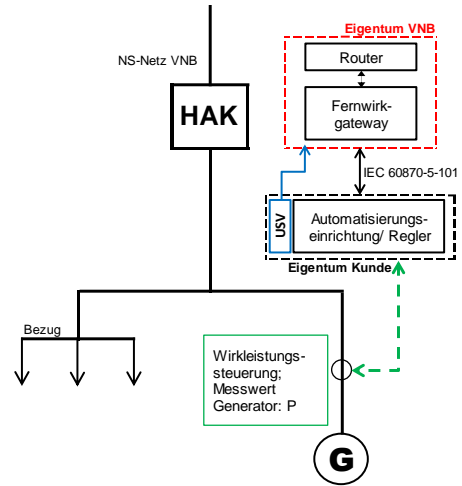 Eigentum VNB
NS-Netz VNB
Router
HAK
Fernwirk-
gateway
IEC 60870-5-101
USV
Automatisierungs-
einrichtung/ Regler
Eigentum Kunde
Bezug
Wirkleistungs-
steuerung;
Messwert
Generator: P
G